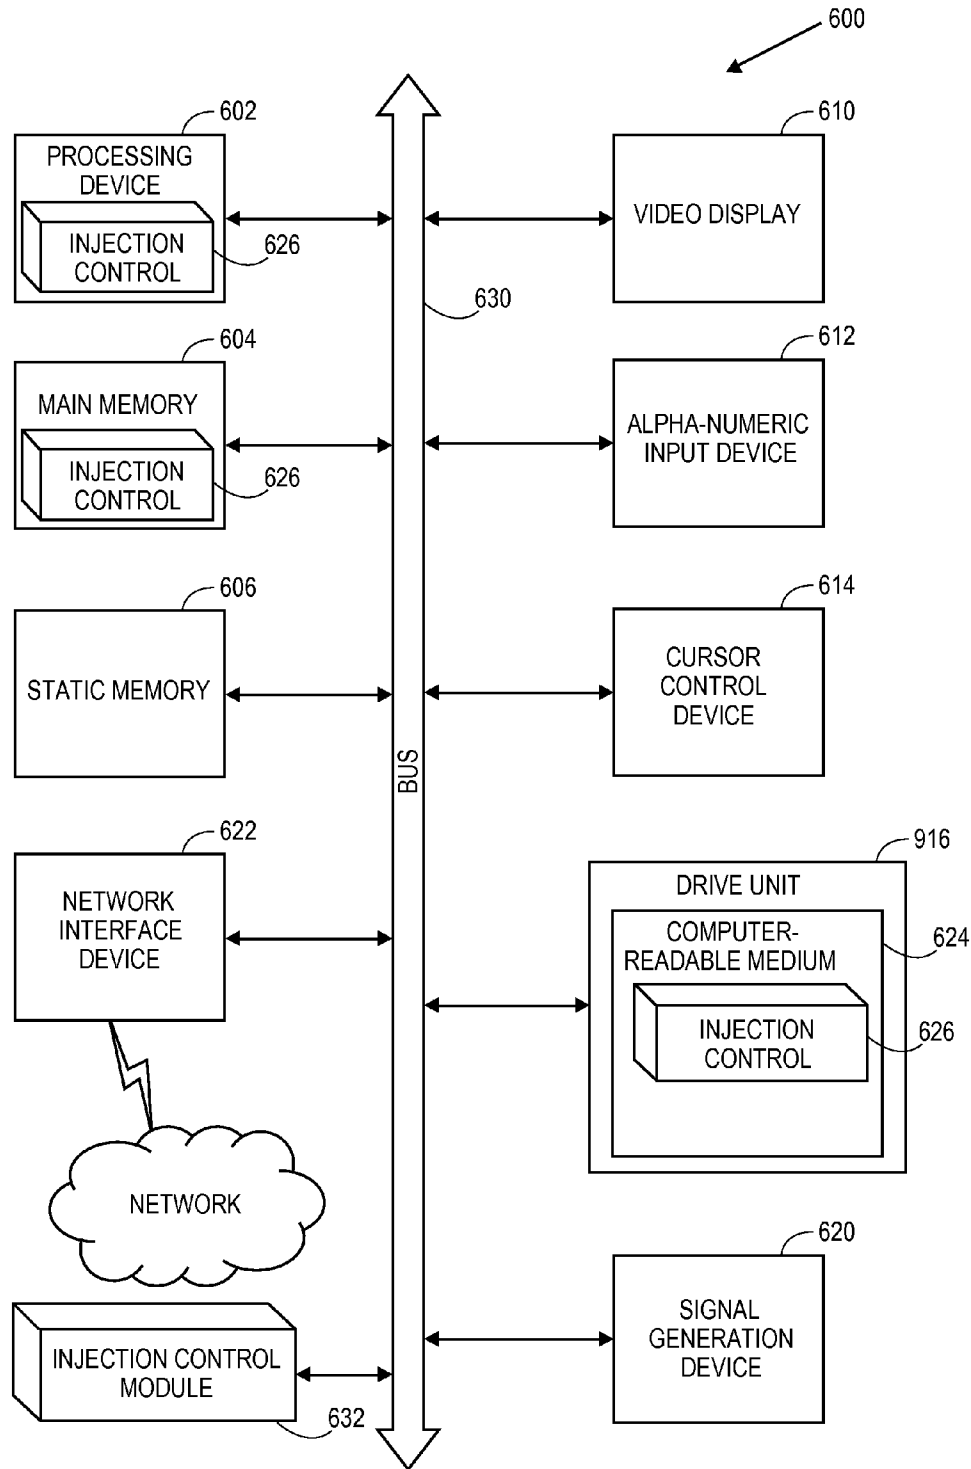 600
602
PROCESSING
DEVICE
INJECTION
CONTROL
626
604
MAIN MEMORY
INJECTION
CONTROL
626
606
STATIC MEMORY
622
NETWORK
INTERFACE
DEVICE
NETWORK
INJECTION CONTROL
MODULE
632
BUS
630
610
VIDEO DISPLAY
612
ALPHA-NUMERIC
INPUT DEVICE
614
CURSOR
CONTROL
DEVICE
916
DRIVE UNIT
COMPUTER-
READABLE MEDIUM
624
INJECTION
CONTROL
626
620
SIGNAL
GENERATION
DEVICE